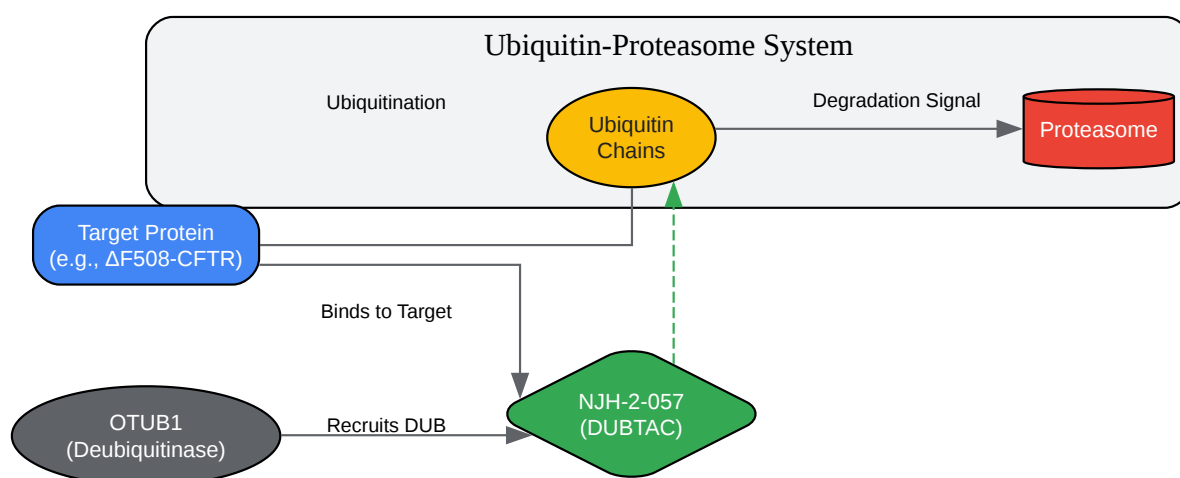 Ubiquitin-Proteasome System
Ubiquitination
Degradation Signal
Ubiquitin
Chains
Proteasome
Target Protein
(e.g., ΔF508-CFTR)
Binds to Target
NJH-2-057
(DUBTAC)
OTUB1
(Deubiquitinase)
Recruits DUB